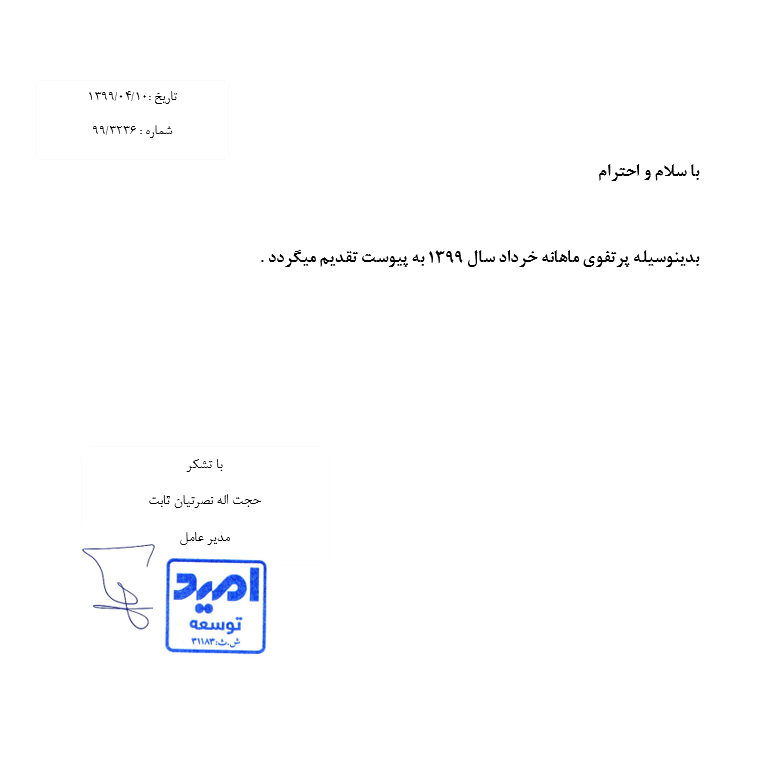 تاریخ :۱۳۹۹/۰۴/۱۰
شماره : ۹۹/۳۲۳۶
با سلام و احترام
بدینوسیله پرتفوی ماهانه خرداد سال ۱۳۹۹ به پیوست تقدیم میگردد .
با تشکر
حجت اله نصرتیان ثابت
مدیر عامل
امید
توسعه
ش.ث:۳۱۱۸۳